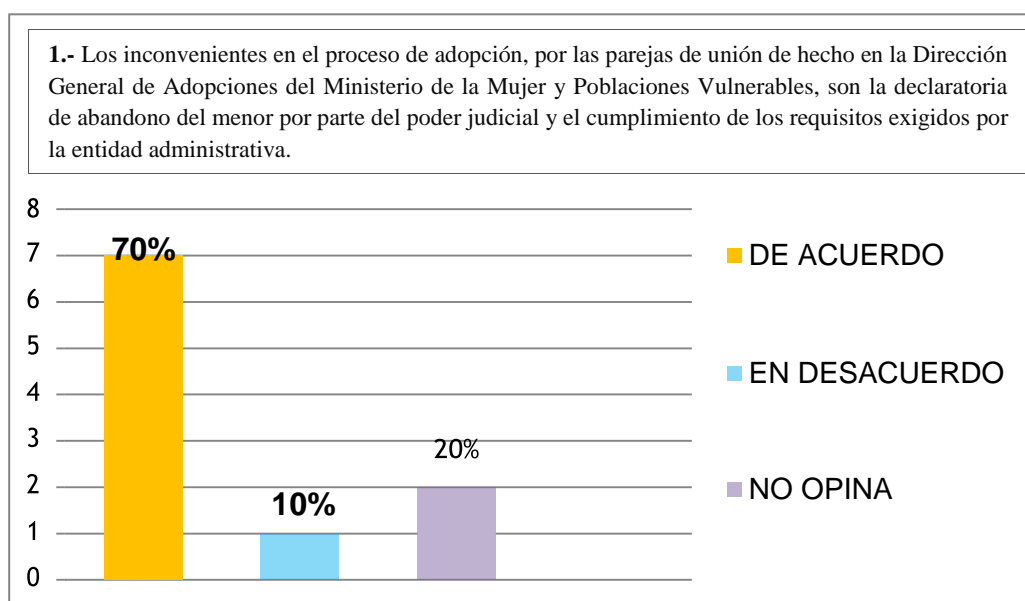 1.- Los inconvenientes en el proceso de adopción, por las parejas de unión de hecho en la Dirección
General de Adopciones del Ministerio de la Mujer y Poblaciones Vulnerables, son la declaratoria
de abandono del menor por parte del poder judicial y el cumplimiento de los requisitos exigidos por
la entidad administrativa.
8
7
6
5
4
3
2
1
0
70%
10%
20%
DE ACUERDO
EN DESACUERDO
NO OPINA